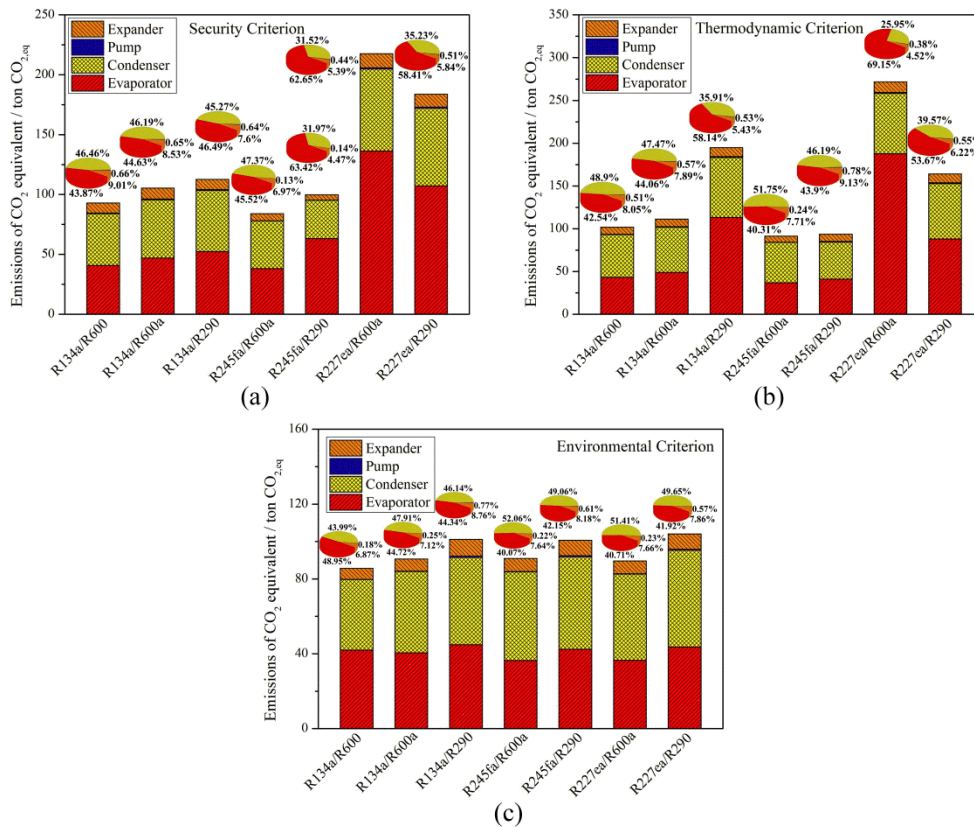 Security Criterion
Expander
Pump
Condenser
Evaporator
Emissions of CO2 equivalent / ton CO2,eq
250
200
150
100
50
0
46.46%
0.66%
9.01%
43.87%
46.19%
0.65%
8.53%
44.63%
45.27%
0.64%
7.6%
46.49%
47.37%
0.13%
6.97%
45.52%
31.97%
0.14%
4.47%
63.42%
31.52%
0.44%
5.39%
62.65%
35.23%
0.51%
5.84%
58.41%
R134a/R600
R134a/R600a
R134a/R290
R245fa/R600a
R245fa/R290
R227ea/R600a
R227ea/R290
(a)
Thermodynamic Criterion
Expander
Pump
Condenser
Evaporator
Emissions of CO2 equivalent / ton CO2,eq
350
300
250
200
150
100
50
0
48.9%
0.51%
8.05%
42.54%
47.47%
0.57%
7.89%
44.06%
35.91%
0.53%
5.43%
58.14%
51.75%
0.24%
7.71%
40.31%
46.19%
0.78%
9.13%
43.9%
25.95%
0.38%
4.52%
69.15%
39.57%
0.55%
6.22%
53.67%
R134a/R600
R134a/R600a
R134a/R290
R245fa/R600a
R245fa/R290
R227ea/R600a
R227ea/R290
(b)
Environmental Criterion
Expander
Pump
Condenser
Evaporator
Emissions of CO2 equivalent / ton CO2,eq
160
120
80
40
0
43.99%
0.18%
6.87%
48.95%
47.91%
0.25%
7.12%
44.72%
46.14%
0.77%
8.76%
44.34%
52.06%
0.22%
7.64%
40.07%
49.06%
0.61%
8.18%
42.15%
51.41%
0.23%
7.66%
40.71%
49.65%
0.57%
7.86%
41.92%
R134a/R600
R134a/R600a
R134a/R290
R245fa/R600a
R245fa/R290
R227ea/R600a
R227ea/R290
(c)